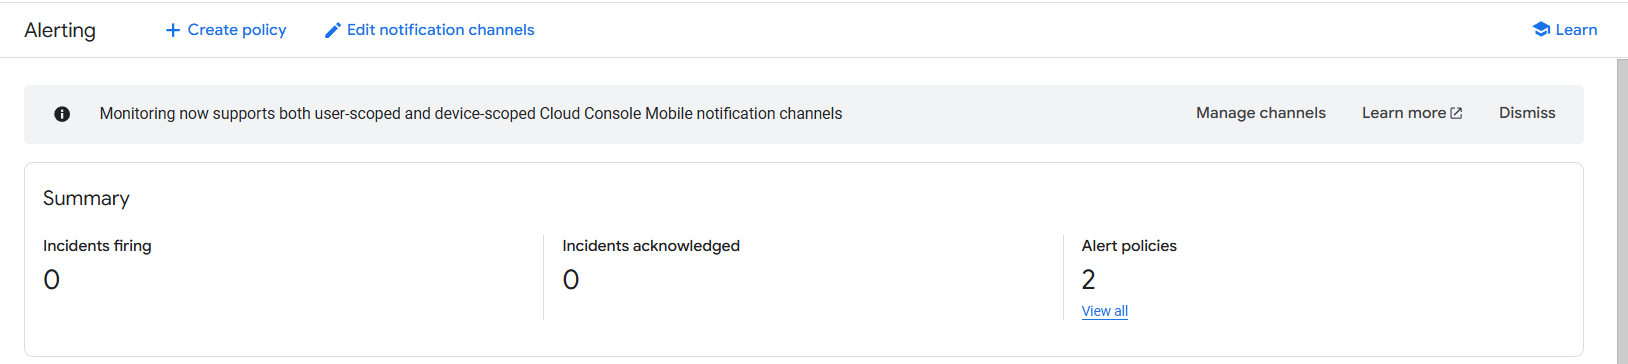 Alerting
Create policy
Edit notification channels
Learn
Monitoring now supports both user-scoped and device-scoped Cloud Console Mobile notification channels
Manage channels
Learn more
Dismiss
Summary
Incidents firing
0
Incidents acknowledged
0
Alert policies
2
View all